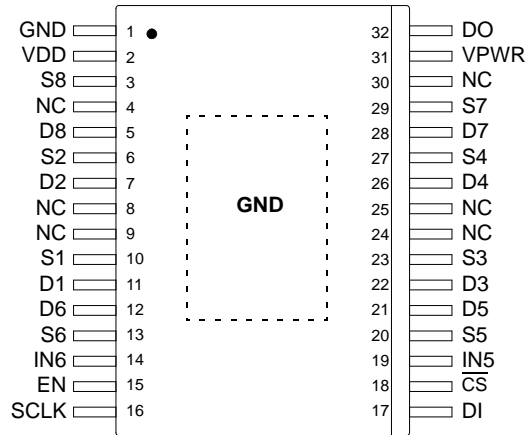 GND 1 32 DO
VDD 2 31 VPWR
S8 3 30 NC
NC 4 29 S7
D8 5 28 D7
S2 6 27 S4
D2 7 26 D4
NC 8 25 NC
GND
NC 9 24 NC
S1 10 23 S3
D1 11 22 D3
D6 12 21 D5
S6 13 20 S5
IN6 14 19 IN5
EN 15 18 C̅S̅
SCLK 16 17 DI